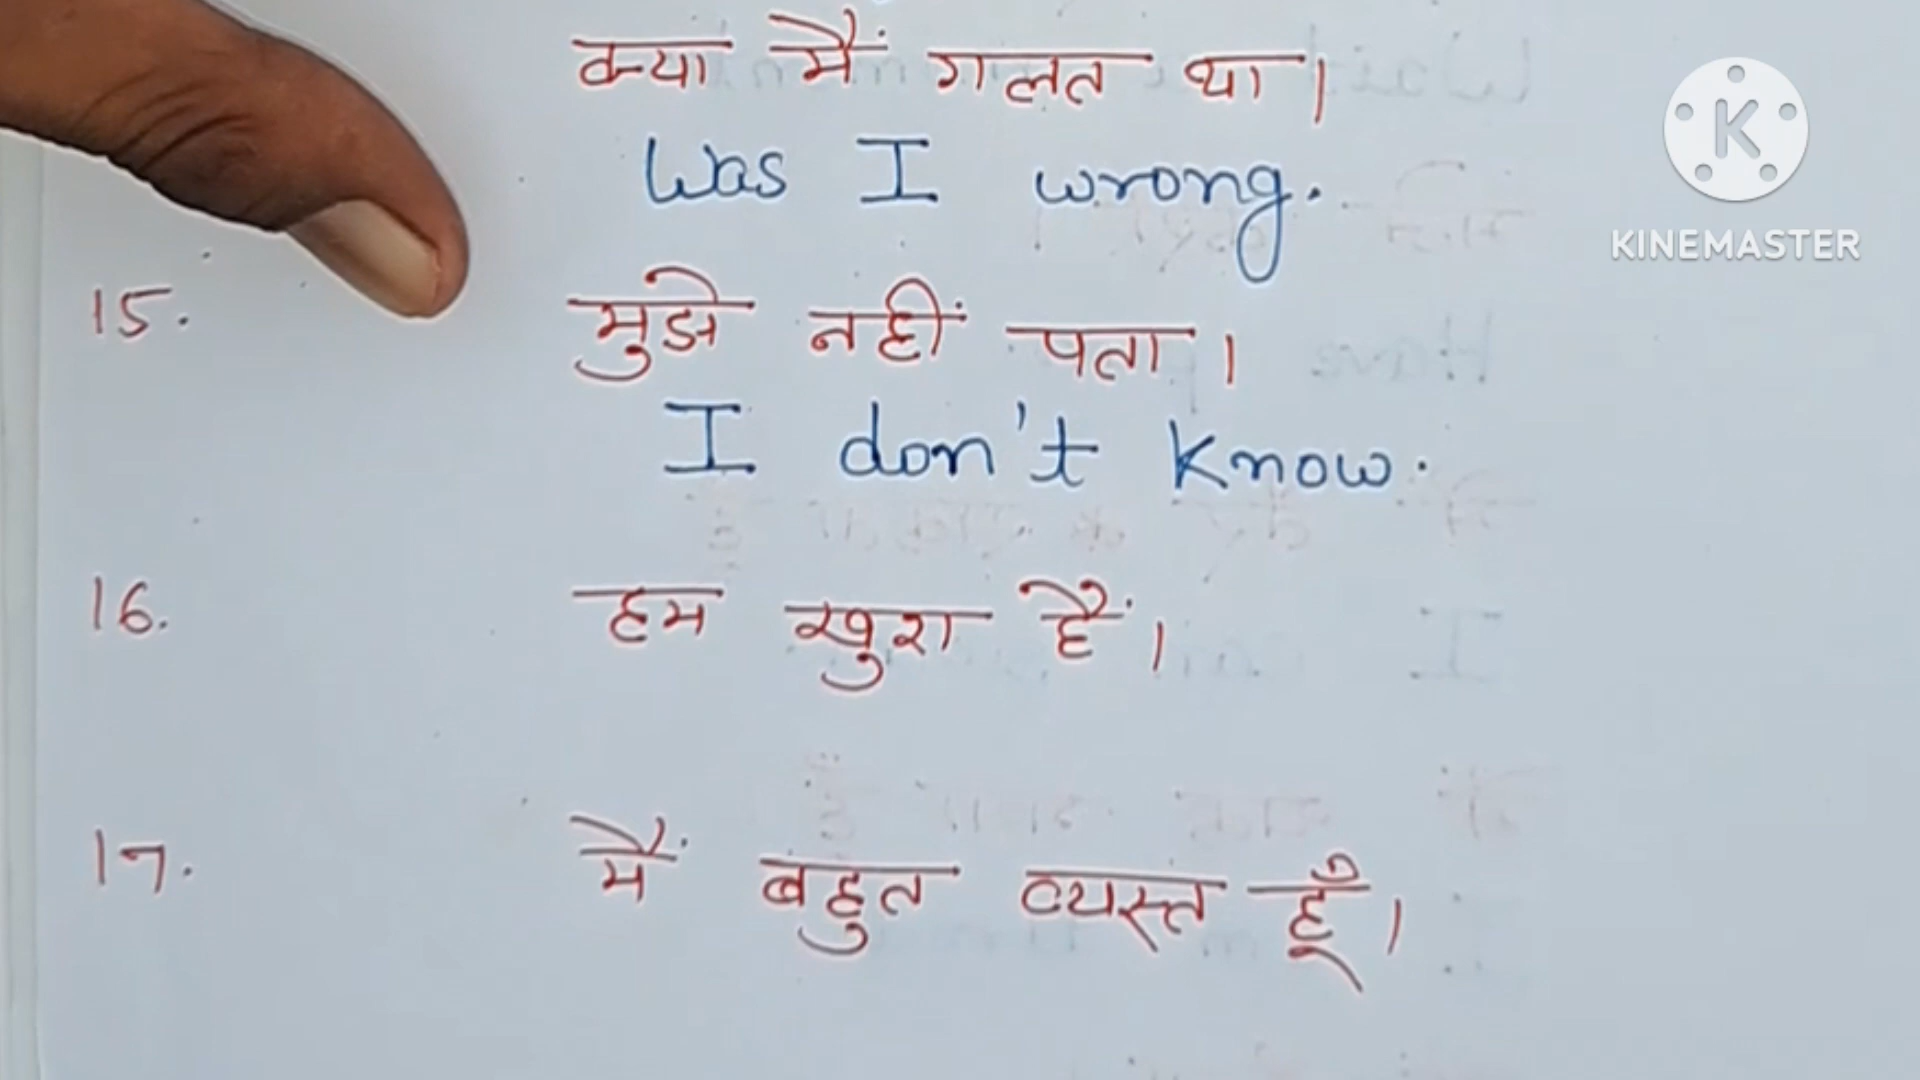 क्या मैं गलत था।
Was I wrong.
15. मुझे नहीं पता।
I don't know.
16. हम खुश हैं।
17. मैं बहुत व्यस्त हूँ।
K
KINEMASTER